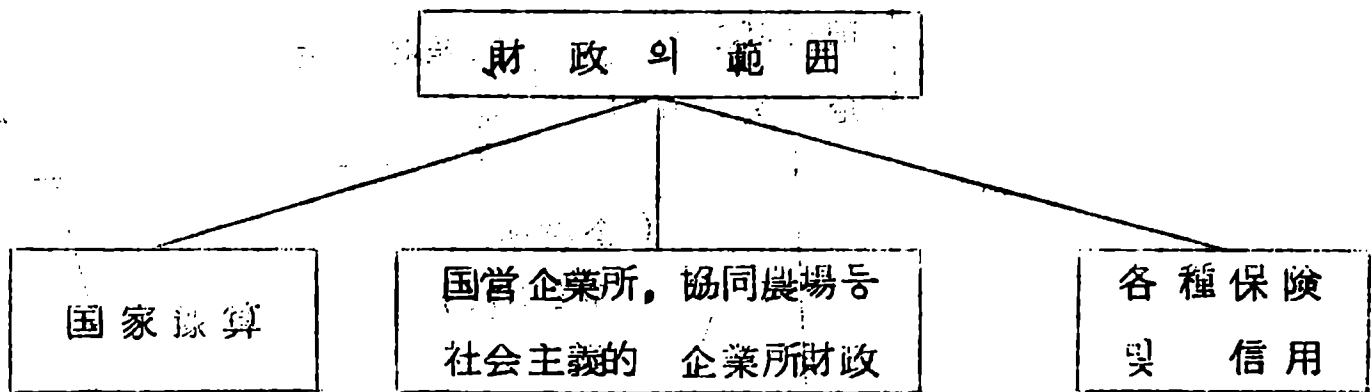 財政의 範囲
国家豫算
国営企業所, 協同農場등
社会主義的 企業所財政
各種保険
및 信用